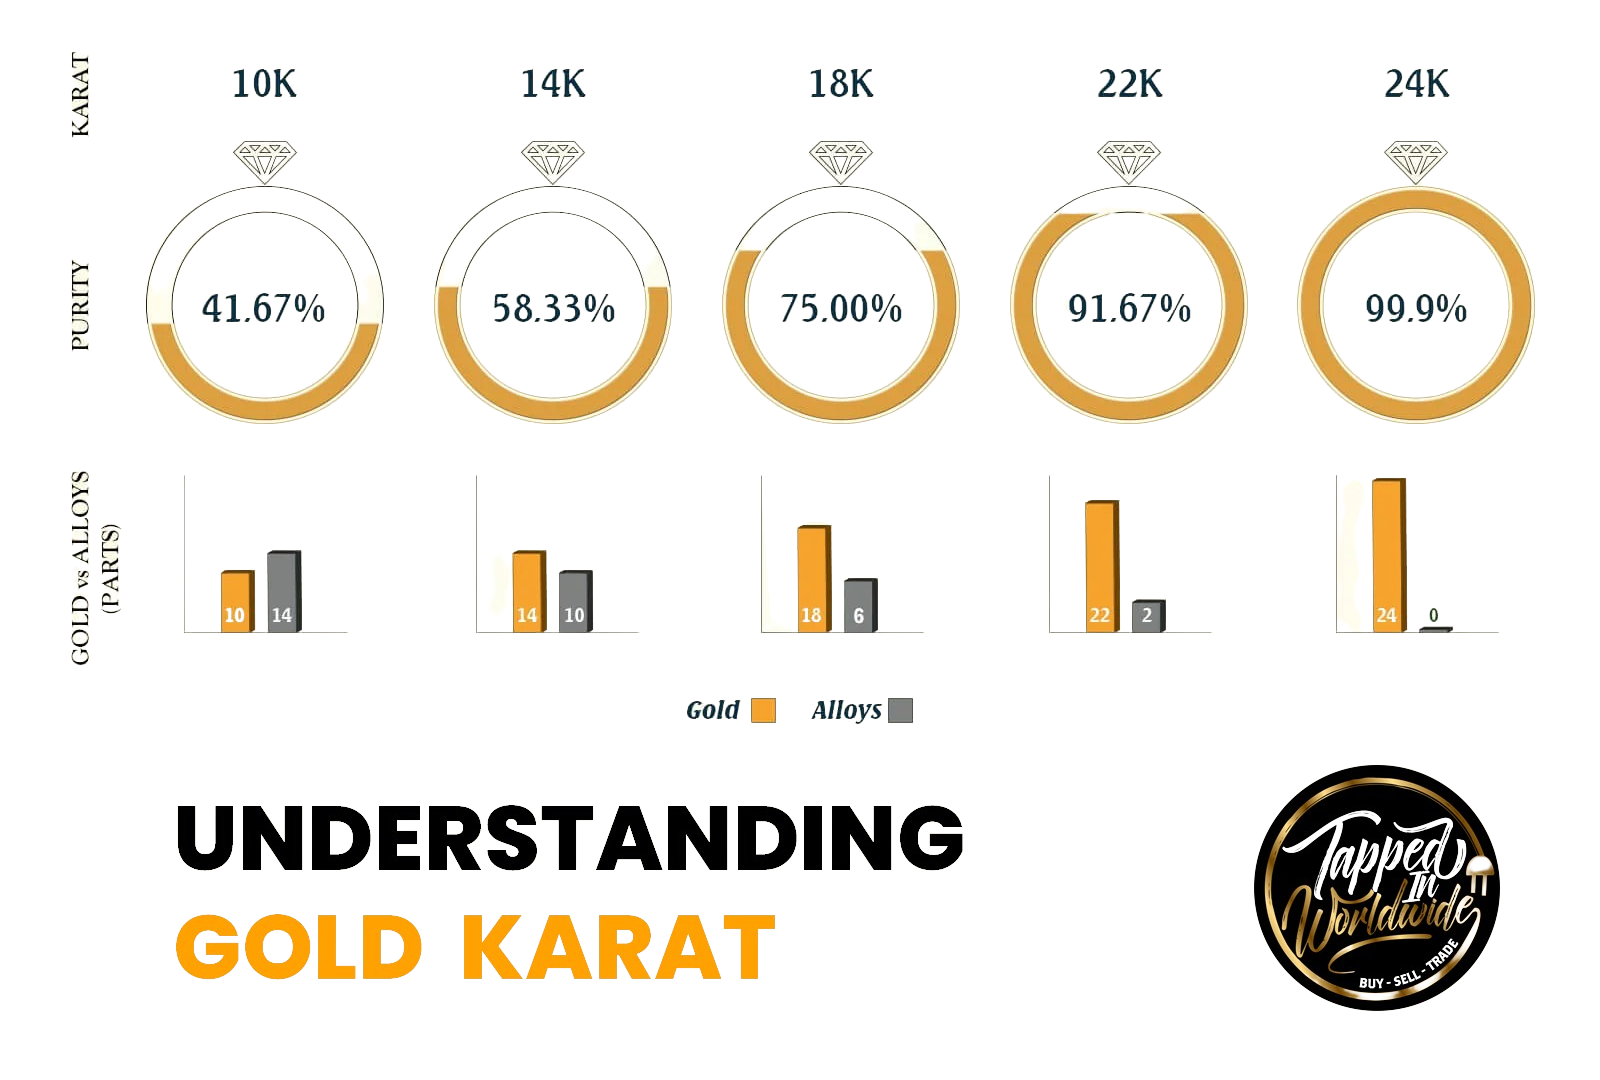 KARAT
10K 14K 18K 22K 24K
PURITY
41.67% 58.33% 75.00% 91.67% 99.9%
GOLD vs ALLOYS
(PARTS)
10 14 14 10 18 6 22 2 24 0
Gold Alloys
UNDERSTANDING
GOLD KARAT
Tapped
In
Worldwide
BUY - SELL - TRADE